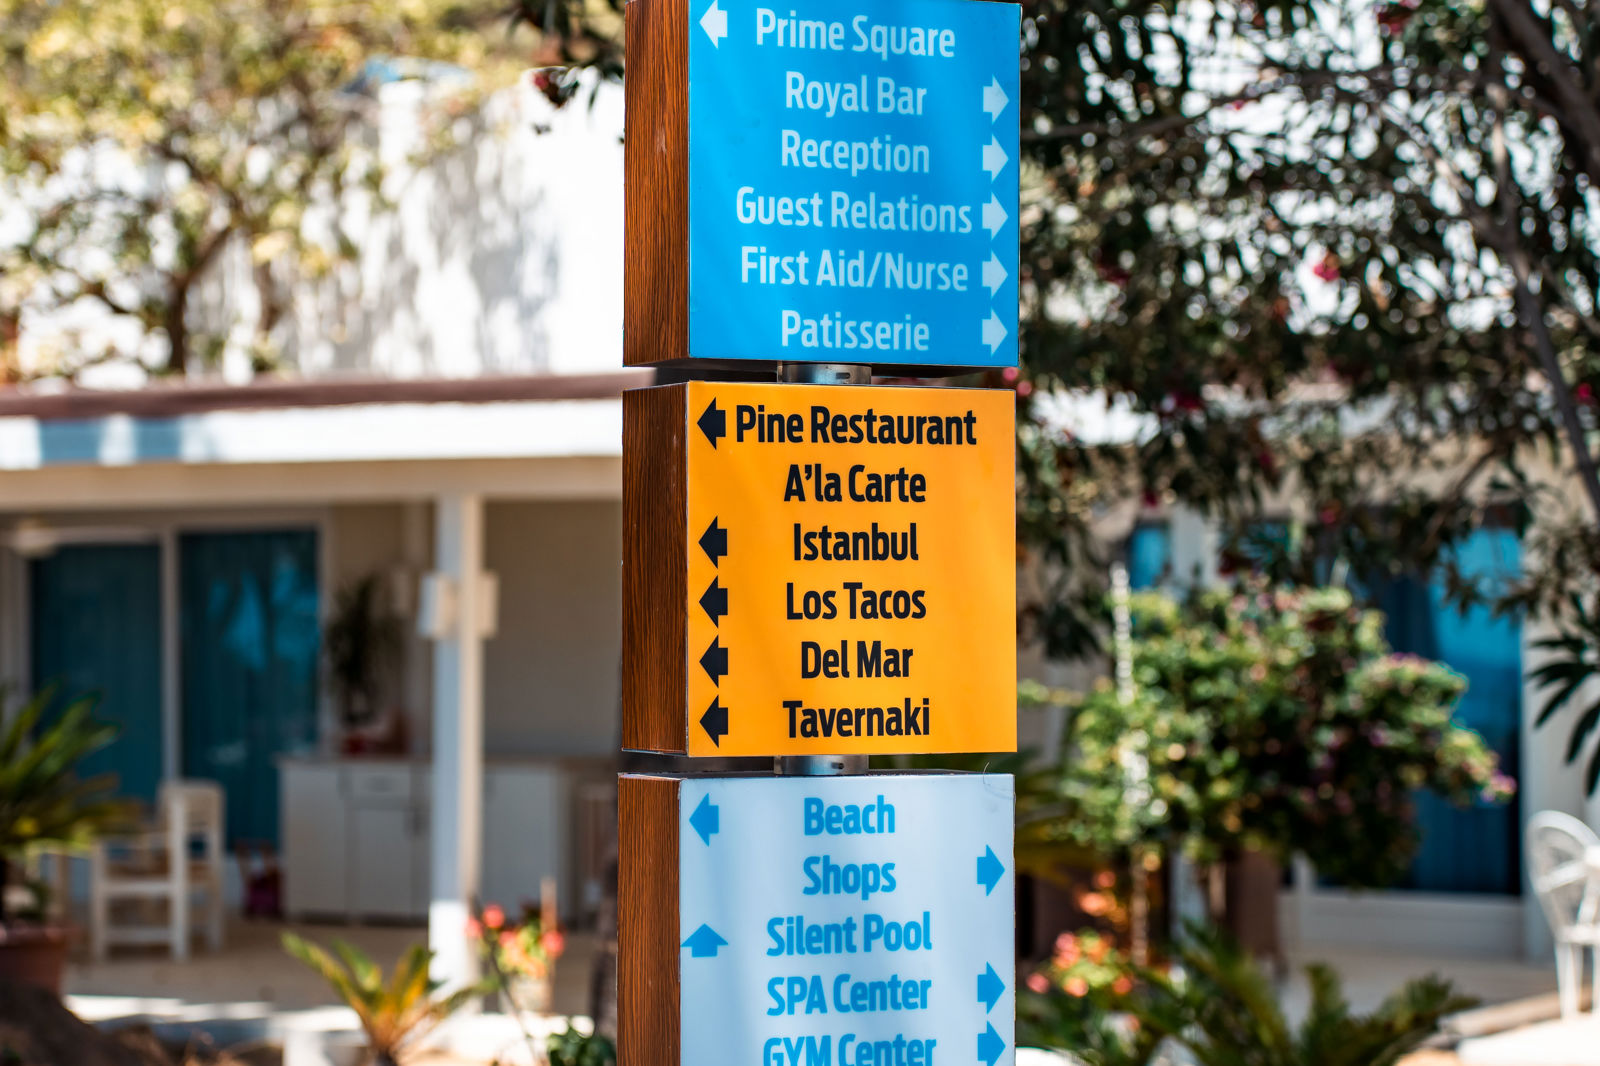 Prime Square
Royal Bar
Reception
Guest Relations
First Aid/Nurse
Patisserie
Pine Restaurant
A'la Carte
Istanbul
Los Tacos
Del Mar
Tavernaki
Beach
Shops
Silent Pool
SPA Center
GYM Center